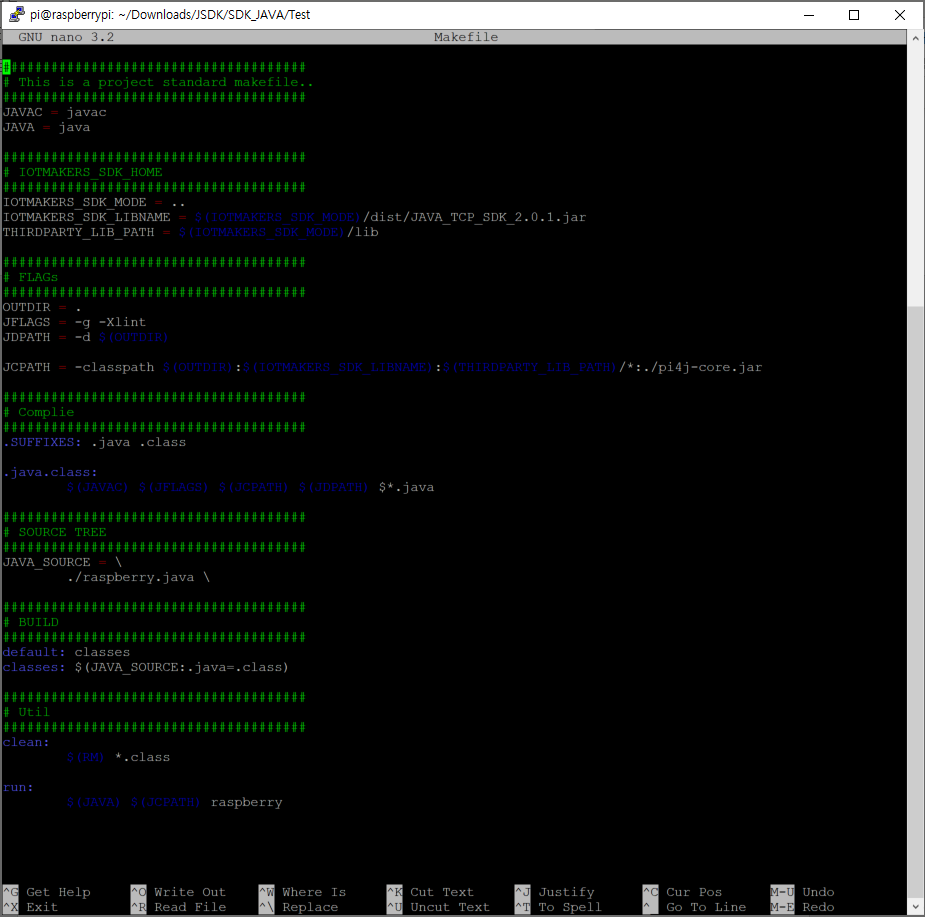 pi@raspberrypi: ~/Downloads/JSDK/SDK_JAVA/Test
GNU nano 3.2 Makefile
######################################
# This is a project standard makefile..
######################################
JAVAC = javac
JAVA = java
######################################
# IOTMAKERS_SDK_HOME
######################################
IOTMAKERS_SDK_MODE = ..
IOTMAKERS_SDK_LIBNAME = $(IOTMAKERS_SDK_MODE)/dist/JAVA_TCP_SDK_2.0.1.jar
THIRDPARTY_LIB_PATH = $(IOTMAKERS_SDK_MODE)/lib
######################################
# FLAGs
######################################
OUTDIR = .
JFLAGS = -g -Xlint
JDPATH = -d $(OUTDIR)
JCPATH = -classpath $(OUTDIR):$(IOTMAKERS_SDK_LIBNAME):$(THIRDPARTY_LIB_PATH)/*:./pi4j-core.jar
######################################
# Complie
######################################
.SUFFIXES: .java .class
.java.class:
$(JAVAC) $(JFLAGS) $(JCPATH) $(JDPATH) $*.java
######################################
# SOURCE TREE
######################################
JAVA_SOURCE = \
./raspberry.java \
######################################
# BUILD
######################################
default: classes
classes: $(JAVA_SOURCE:.java=.class)
######################################
# Util
######################################
clean:
$(RM) *.class
run:
$(JAVA) $(JCPATH) raspberry
^G Get Help ^O Write Out ^W Where Is ^K Cut Text ^J Justify ^C Cur Pos M-U Undo
^X Exit ^R Read File ^\ Replace ^U Uncut Text ^T To Spell ^_ Go To Line M-E Redo